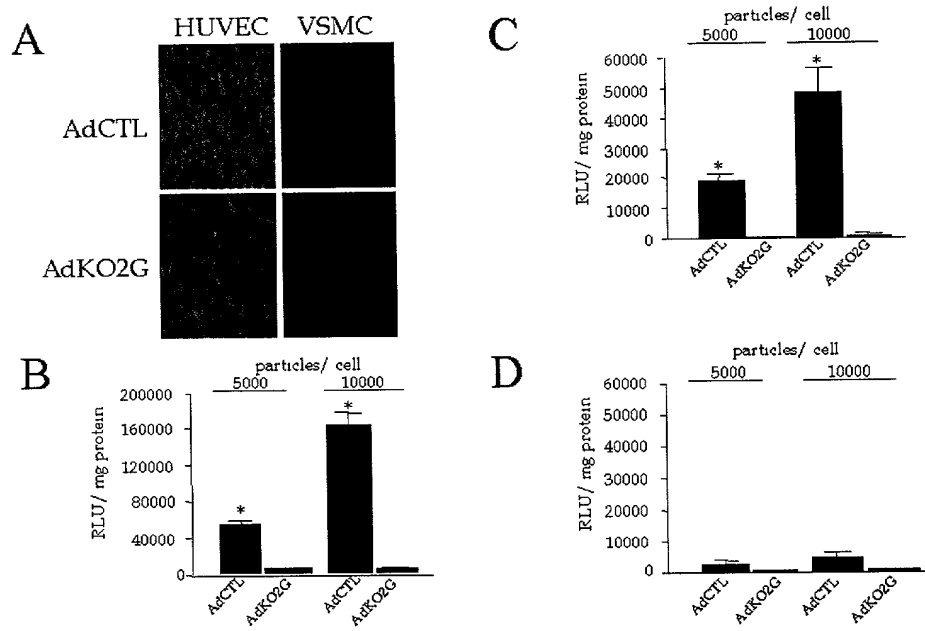 A
HUVEC VSMC
AdCTL
AdKO2G
B
particles/ cell
5000 10000
*
*
RLU/ mg protein
200000
160000
120000
80000
40000
0
AdCTL
AdKO2G
AdCTL
AdKO2G
C
particles/ cell
5000 10000
*
*
RLU/ mg protein
60000
50000
40000
30000
20000
10000
0
AdCTL
AdKO2G
AdCTL
AdKO2G
D
particles/ cell
5000 10000
RLU/ mg protein
60000
50000
40000
30000
20000
10000
0
AdCTL
AdKO2G
AdCTL
AdKO2G